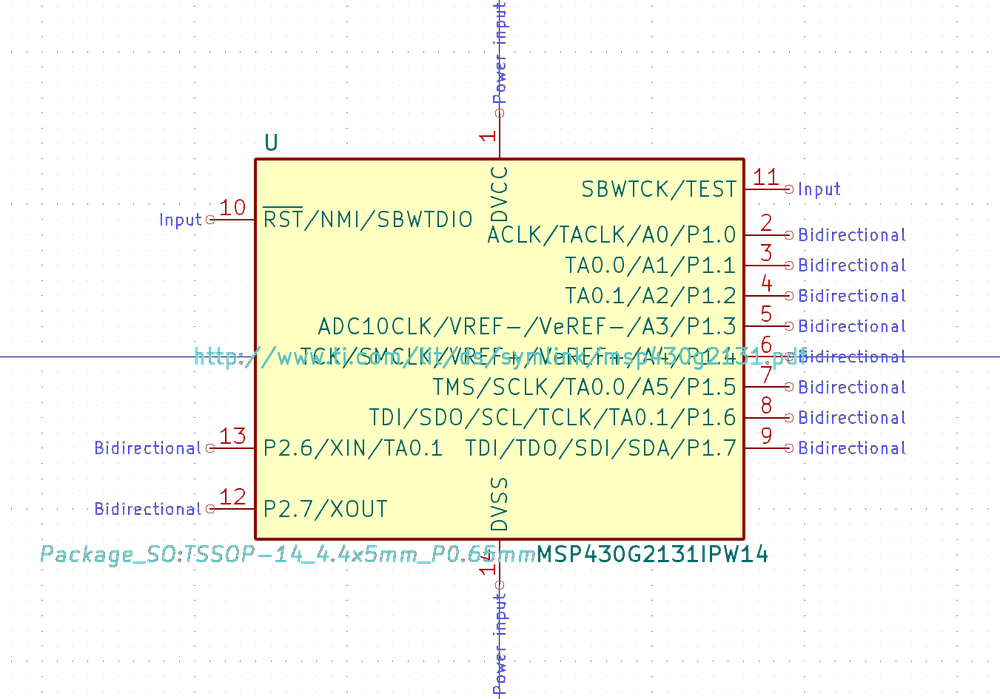 Power input
1
U
DVCC
SBWTCK/TEST 11 Input
Input 10 RST/NMI/SBWTDIO
ACLK/TACLK/A0/P1.0 2 Bidirectional
TA0.0/A1/P1.1 3 Bidirectional
TA0.1/A2/P1.2 4 Bidirectional
ADC10CLK/VREF-/VeREF-/A3/P1.3 5 Bidirectional
TCK/SMCLK/VREF+/VeREF+/A4/P1.4 6 Bidirectional
http://www.ti.com/lit/ds/symlink/msp430g2131.pdf
TMS/SCLK/TA0.0/A5/P1.5 7 Bidirectional
TDI/SDO/SCL/TCLK/TA0.1/P1.6 8 Bidirectional
Bidirectional 13 P2.6/XIN/TA0.1 TDI/TDO/SDI/SDA/P1.7 9 Bidirectional
Bidirectional 12 P2.7/XOUT
DVSS
Package_SO:TSSOP-14_4.4x5mm_P0.65mm MSP430G2131IPW14
14
Power input